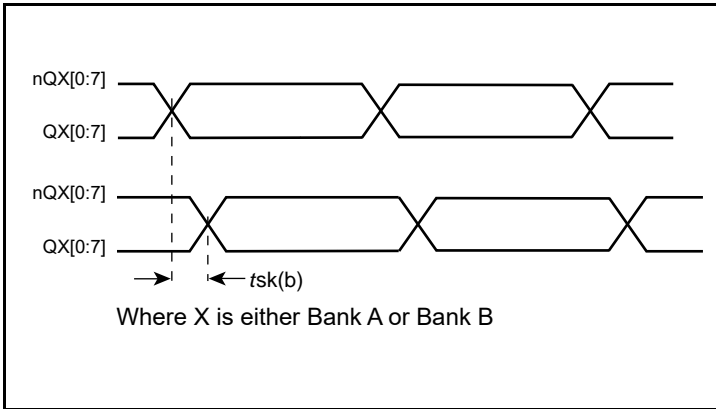 nQX[0:7]
QX[0:7]
nQX[0:7]
QX[0:7]
tsk(b)
Where X is either Bank A or Bank B